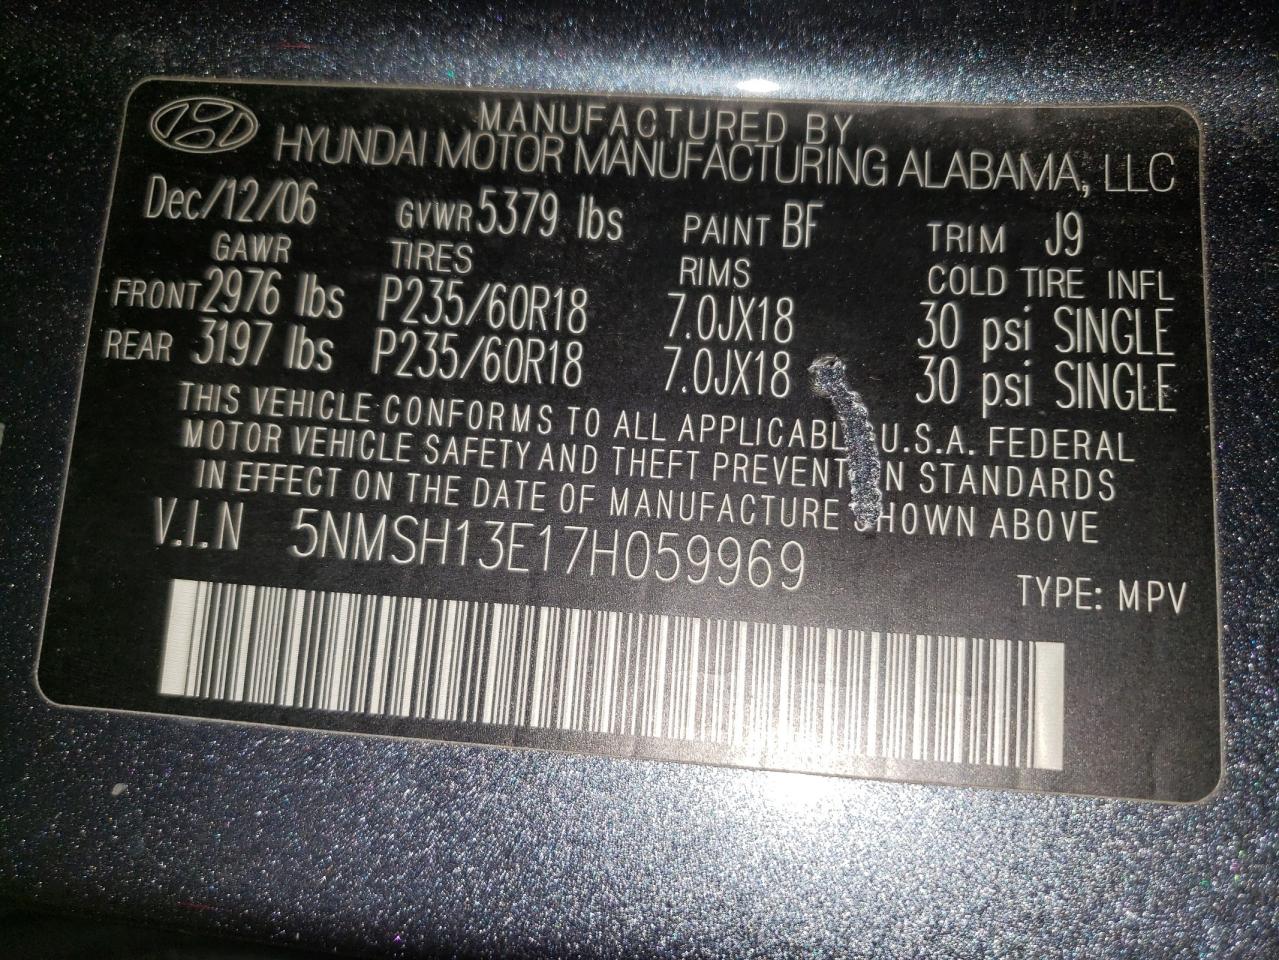 MANUFACTURED BY
HYUNDAI MOTOR MANUFACTURING ALABAMA, LLC
Dec/12/06 GVWR 5379 lbs PAINT BF TRIM J9
GAWR TIRES RIMS COLD TIRE INFL
FRONT 2976 lbs P235/60R18 7.0JX18 30 psi SINGLE
REAR 3197 lbs P235/60R18 7.0JX18 30 psi SINGLE
THIS VEHICLE CONFORMS TO ALL APPLICABL U.S.A. FEDERAL
MOTOR VEHICLE SAFETY AND THEFT PREVENT N STANDARDS
IN EFFECT ON THE DATE OF MANUFACTURE HOWN ABOVE
V.I.N 5NMSH13E17H059969
TYPE: MPV